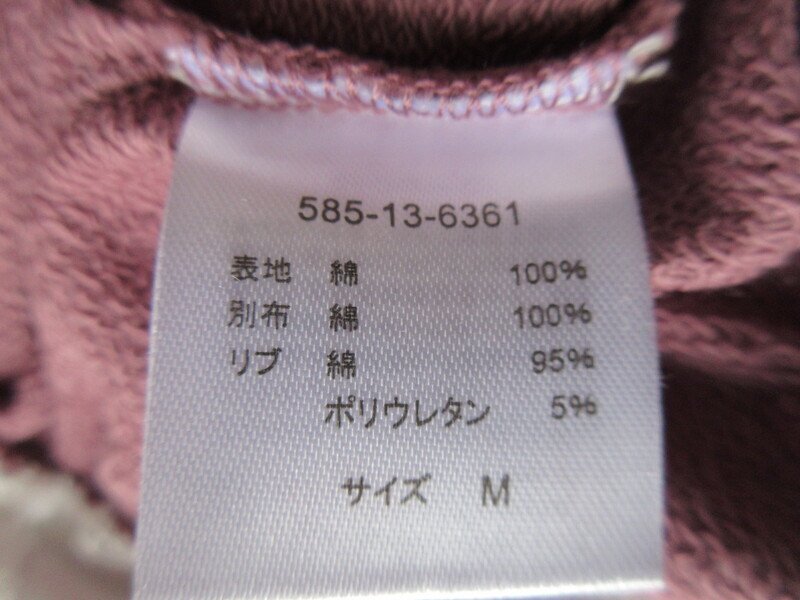 585-13-6361
表地 綿 100%
別布 綿 100%
リブ 綿 95%
ポリウレタン 5%
サイズ M